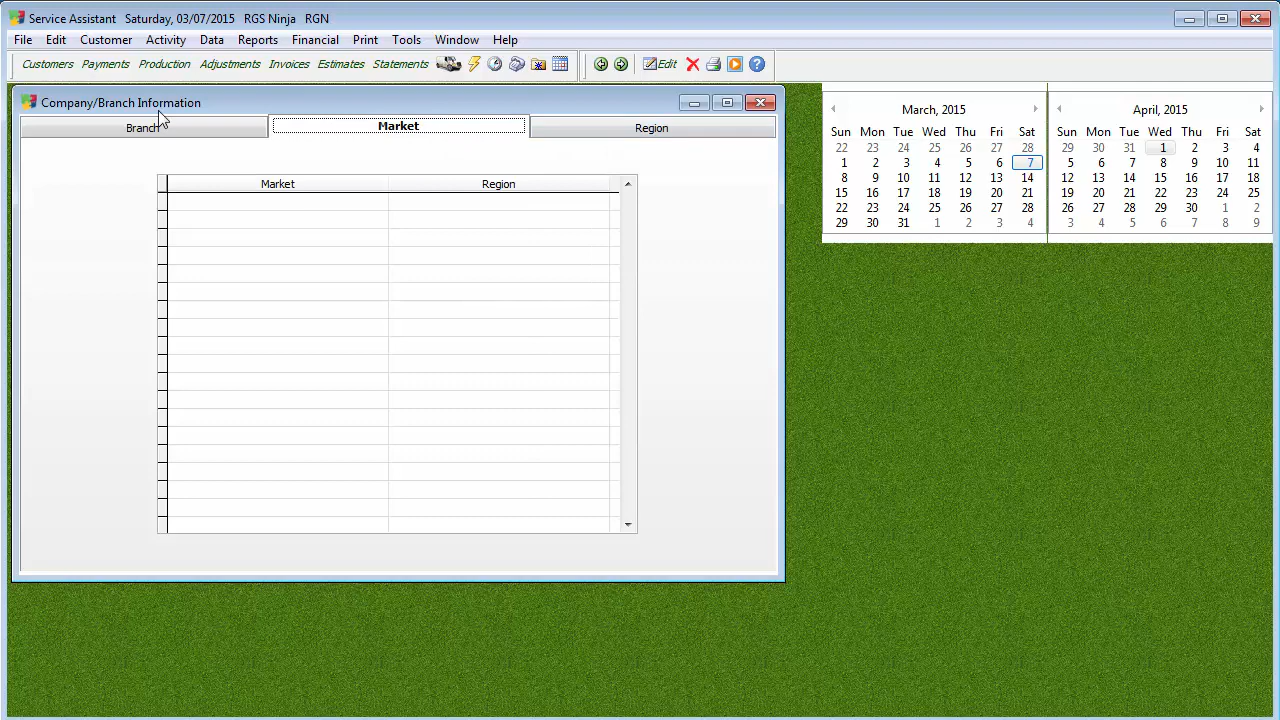 Service Assistant Saturday, 03/07/2015 RGS Ninja RGN
File Edit Customer Activity Data Reports Financial Print Tools Window Help
Customers Payments Production Adjustments Invoices Estimates Statements Edit
Company/Branch Information
Branch Market Region
Market Region
March, 2015
Sun Mon Tue Wed Thu Fri Sat
22 23 24 25 26 27 28
1 2 3 4 5 6 7
8 9 10 11 12 13 14
15 16 17 18 19 20 21
22 23 24 25 26 27 28
29 30 31 1 2 3 4
April, 2015
Sun Mon Tue Wed Thu Fri Sat
29 30 31 1 2 3 4
5 6 7 8 9 10 11
12 13 14 15 16 17 18
19 20 21 22 23 24 25
26 27 28 29 30 1 2
3 4 5 6 7 8 9